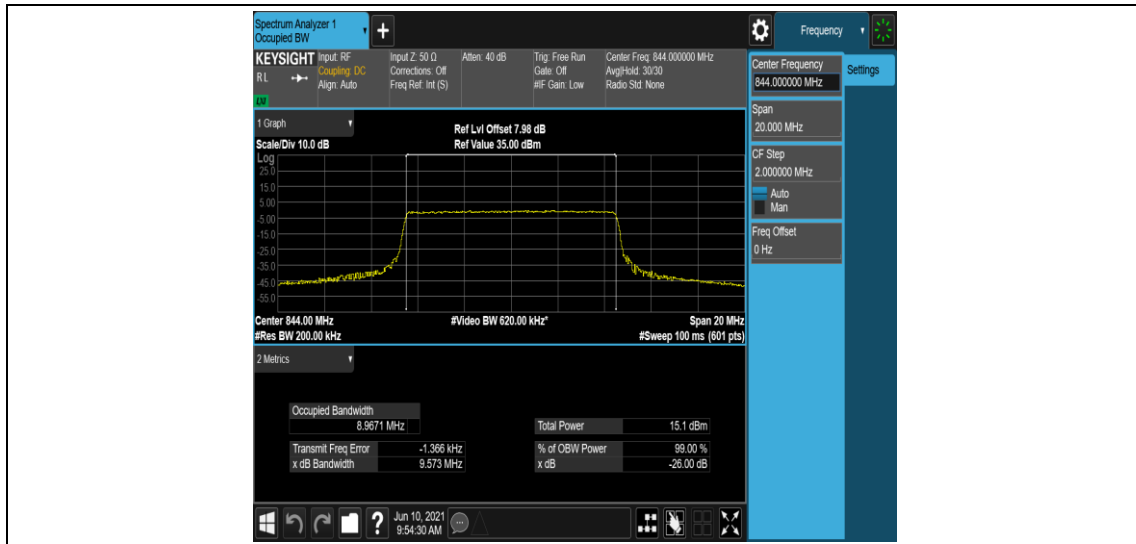 Spectrum Analyzer 1
Occupied BW
+
Frequency
KEYSIGHT
R L
LXI
Input: RF
Coupling: DC
Align: Auto
Input Z: 50 Ω
Corrections: Off
Freq Ref: Int (S)
Atten: 40 dB
Trig: Free Run
Gate: Off
#IF Gain: Low
Center Freq: 844.000000 MHz
Avg|Hold: 30/30
Radio Std: None
Center Frequency
844.000000 MHz
Settings
Span
20.000 MHz
CF Step
2.000000 MHz
Auto
Man
Freq Offset
0 Hz
1 Graph
Ref Lvl Offset 7.98 dB
Scale/Div 10.0 dB
Ref Value 35.00 dBm
Log
25.0
15.0
5.00
-5.00
-15.0
-25.0
-35.0
-45.0
-55.0
Center 844.00 MHz
#Video BW 620.00 kHz*
Span 20 MHz
#Res BW 200.00 kHz
#Sweep 100 ms (601 pts)
2 Metrics
Occupied Bandwidth
8.9671 MHz
Total Power 15.1 dBm
Transmit Freq Error -1.366 kHz
% of OBW Power 99.00 %
x dB Bandwidth 9.573 MHz
x dB -26.00 dB
?
Jun 10, 2021
9:54:30 AM